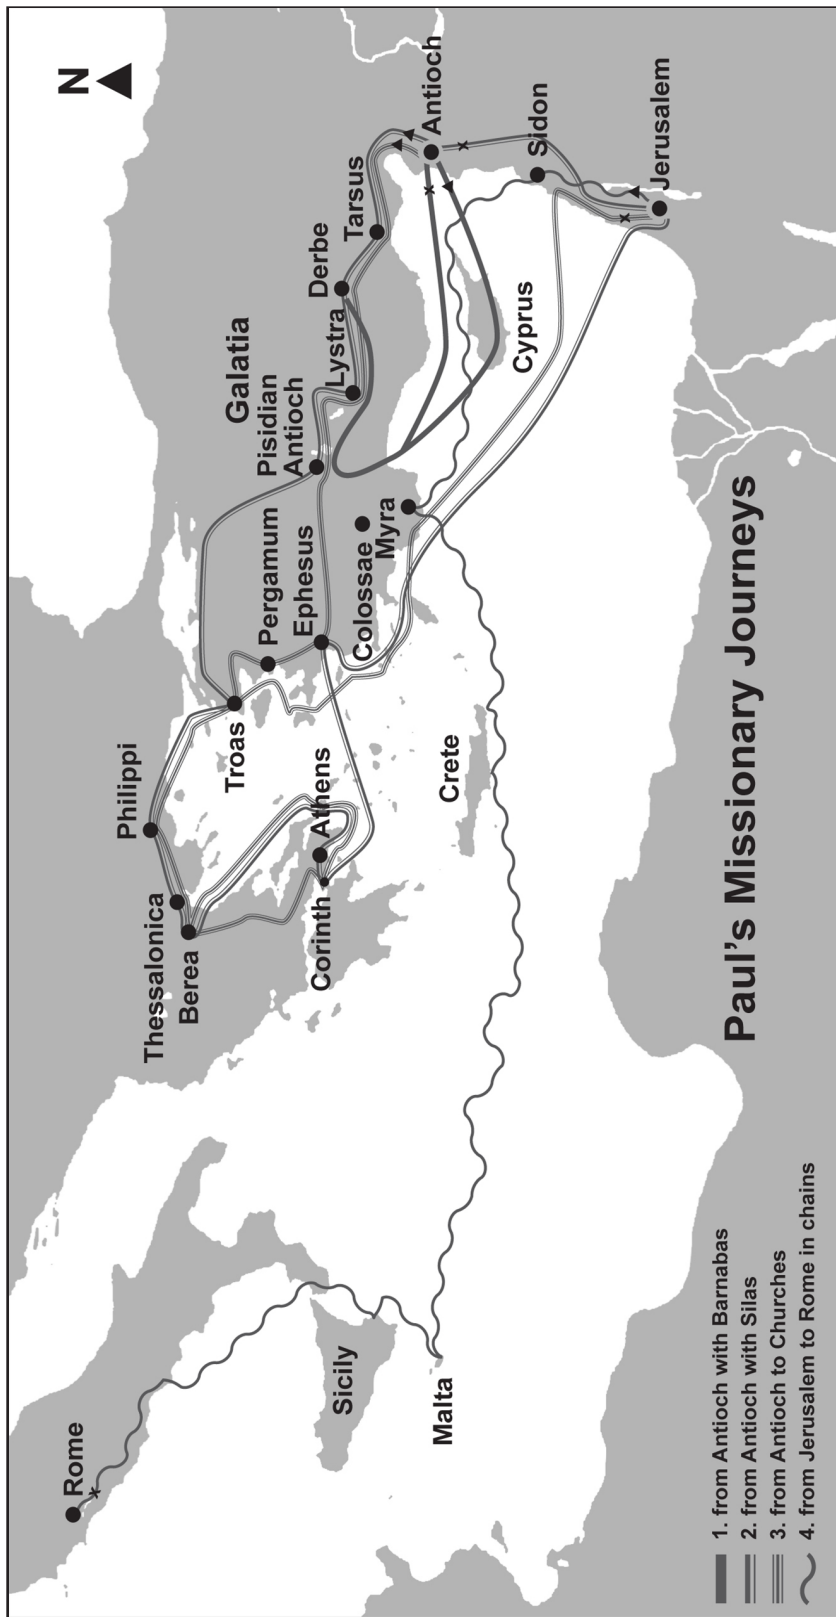 N
Rome
Sicily
Malta
Thessalonica
Berea
Philippi
Corinth
Athens
Troas
Pergamum
Ephesus
Colossae
Myra
Crete
Galatia
Pisidian
Antioch
Lystra
Derbe
Tarsus
Antioch
Cyprus
Sidon
Jerusalem
Paul's Missionary Journeys
1. from Antioch with Barnabas
2. from Antioch with Silas
3. from Antioch to Churches
4. from Jerusalem to Rome in chains